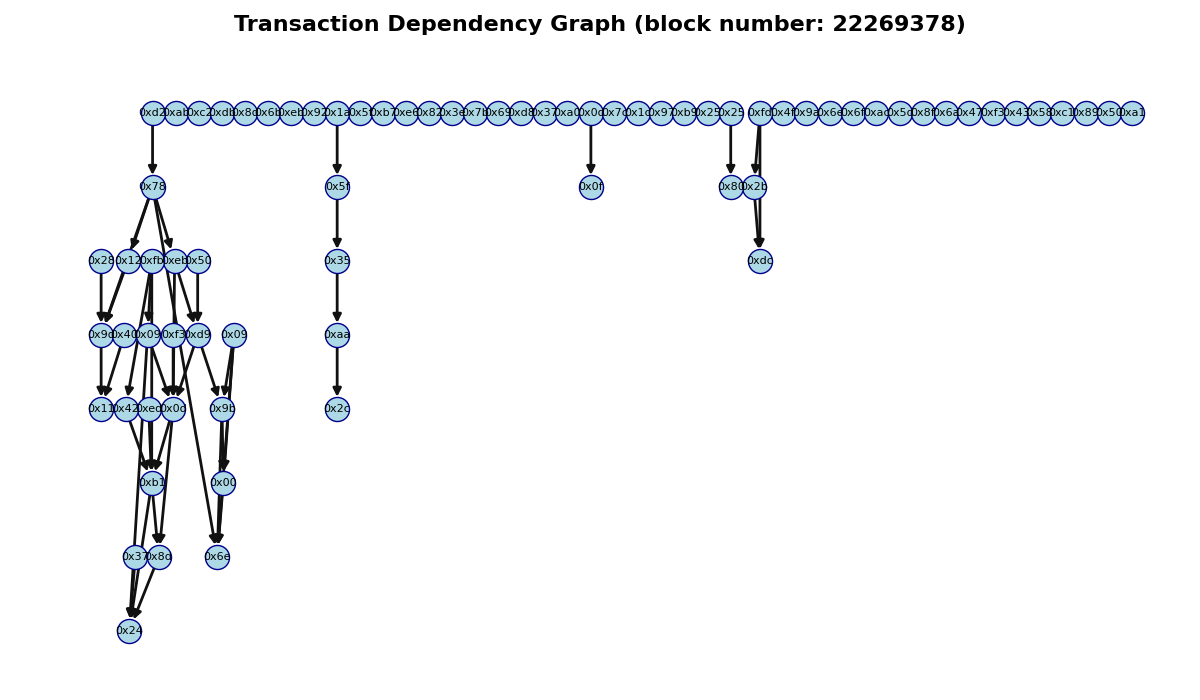 Transaction Dependency Graph (block number: 22269378)
0xd2 0xab 0xc2 0xdb 0x8c 0x6b 0xeb 0x92 0x1a 0x5f 0xb7 0xe6 0x82 0x3e 0x7b 0x69 0xd8 0x37 0xa0 0x0d 0x7c 0x1c 0x97 0xb9 0x25 0x25 0xfd 0x4f 0x9a 0x6e 0x6f 0xac 0x5d 0x8f 0x6a 0x47 0xf3 0x43 0x58 0xc1 0x89 0x50 0xa1
0x78 0x5f 0x0f 0x80 0x2b
0x28 0x12 0xfb 0xeb 0x50 0x35 0xdc
0x9d 0x40 0x09 0xf3 0xd9 0x09 0xaa
0x11 0x42 0xed 0x0d 0x9b 0x2c
0xb1 0x00
0x37 0x8d 0x6e
0x24